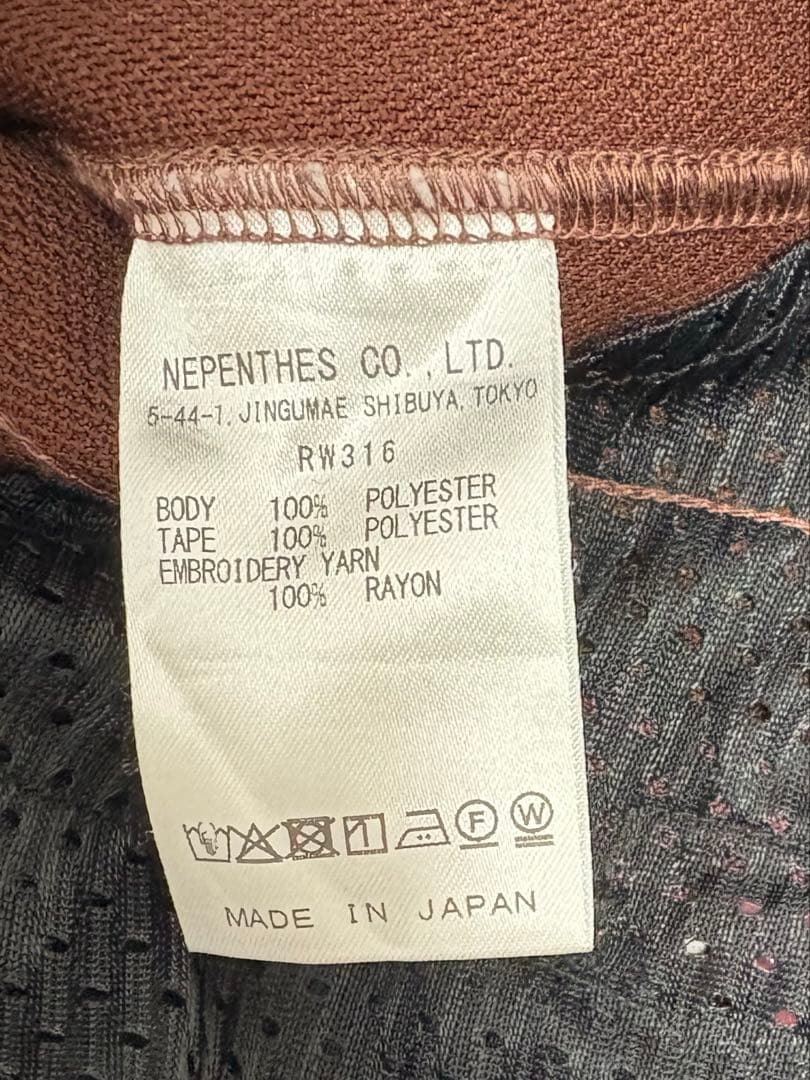 NEPENTHES CO.,LTD.
5-44-1, JINGUMAE SHIBUYA, TOKYO
RW316
BODY 100% POLYESTER
TAPE 100% POLYESTER
EMBROIDERY YARN
100% RAYON
F W
MADE IN JAPAN